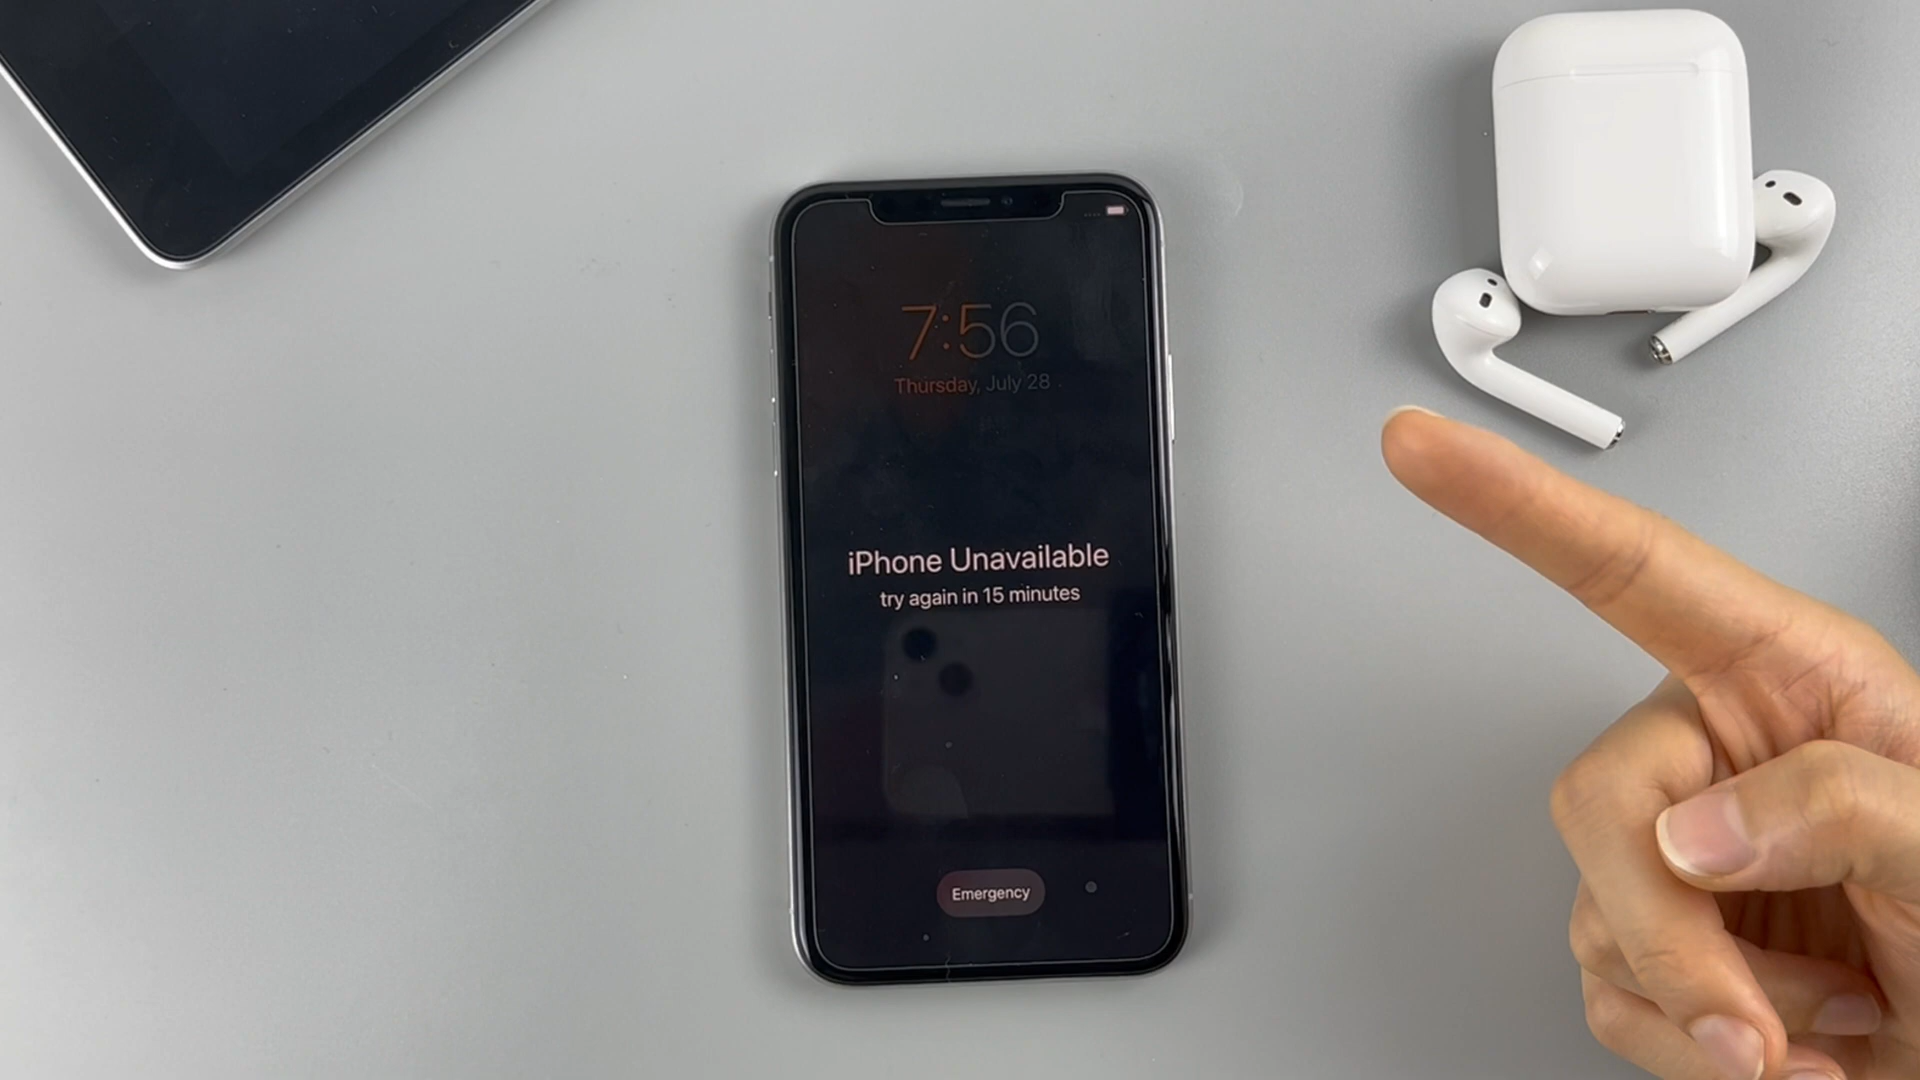 7:56
Thursday, July 28
iPhone Unavailable
try again in 15 minutes
Emergency